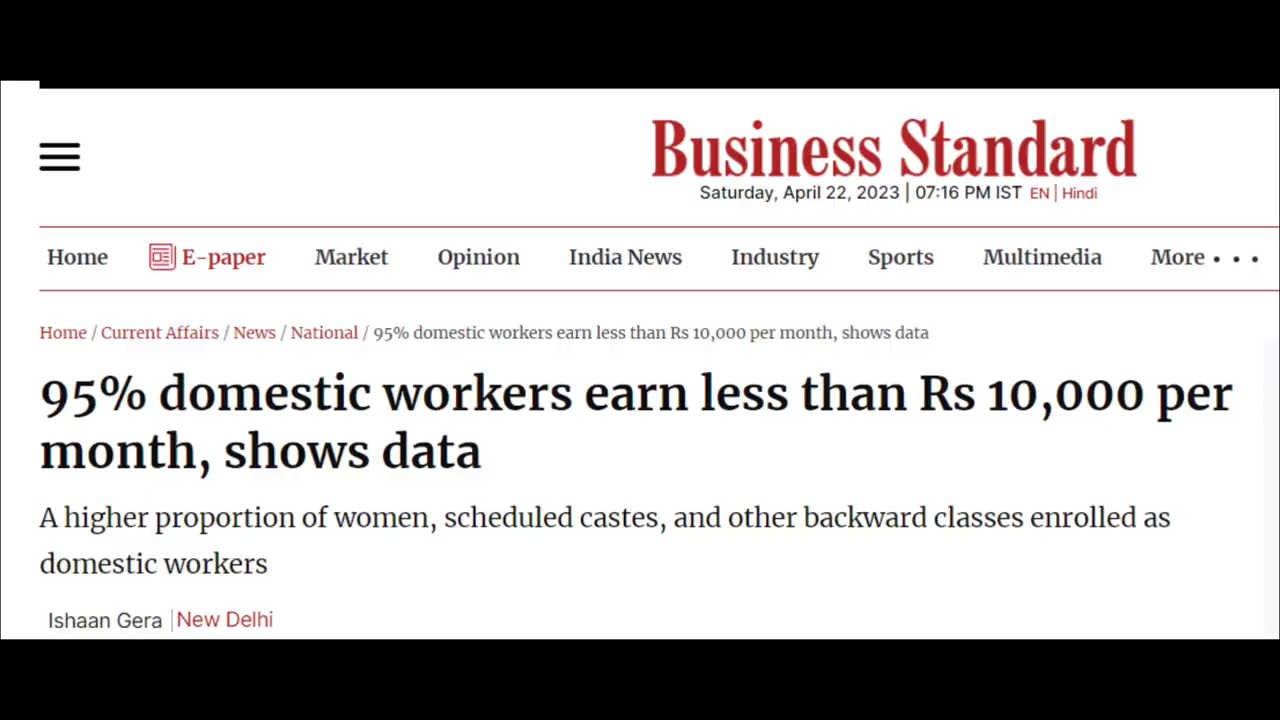 Business Standard
Saturday, April 22, 2023 | 07:16 PM IST EN | Hindi
Home E-paper Market Opinion India News Industry Sports Multimedia More • • •
Home / Current Affairs / News / National / 95% domestic workers earn less than Rs 10,000 per month, shows data
95% domestic workers earn less than Rs 10,000 per
month, shows data
A higher proportion of women, scheduled castes, and other backward classes enrolled as
domestic workers
Ishaan Gera | New Delhi